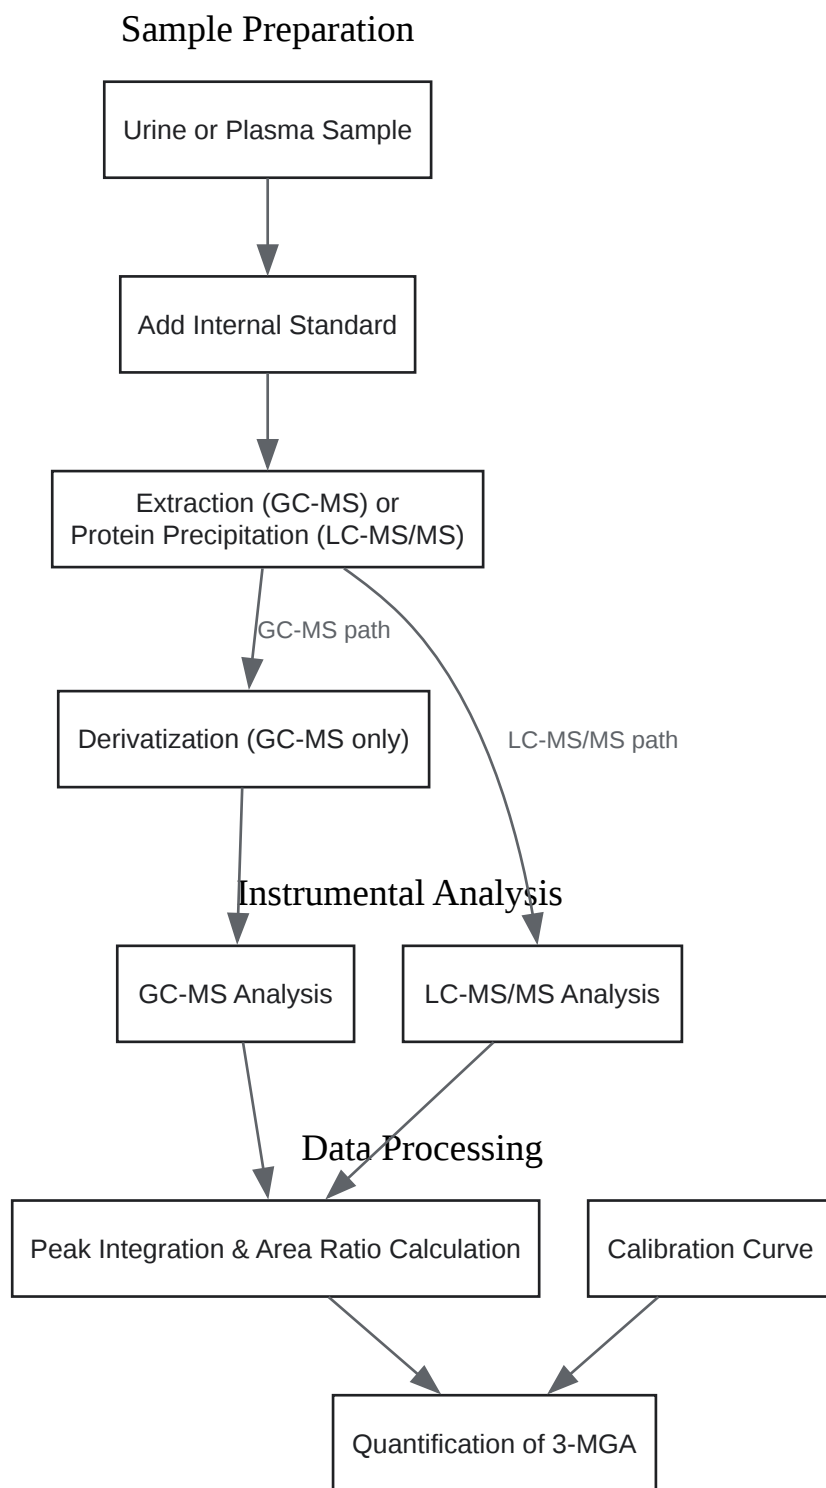 Sample Preparation
Urine or Plasma Sample
Add Internal Standard
Extraction (GC-MS) or
Protein Precipitation (LC-MS/MS)
GC-MS path
Derivatization (GC-MS only)
LC-MS/MS path
Instrumental Analysis
GC-MS Analysis
LC-MS/MS Analysis
Data Processing
Peak Integration & Area Ratio Calculation
Calibration Curve
Quantification of 3-MGA